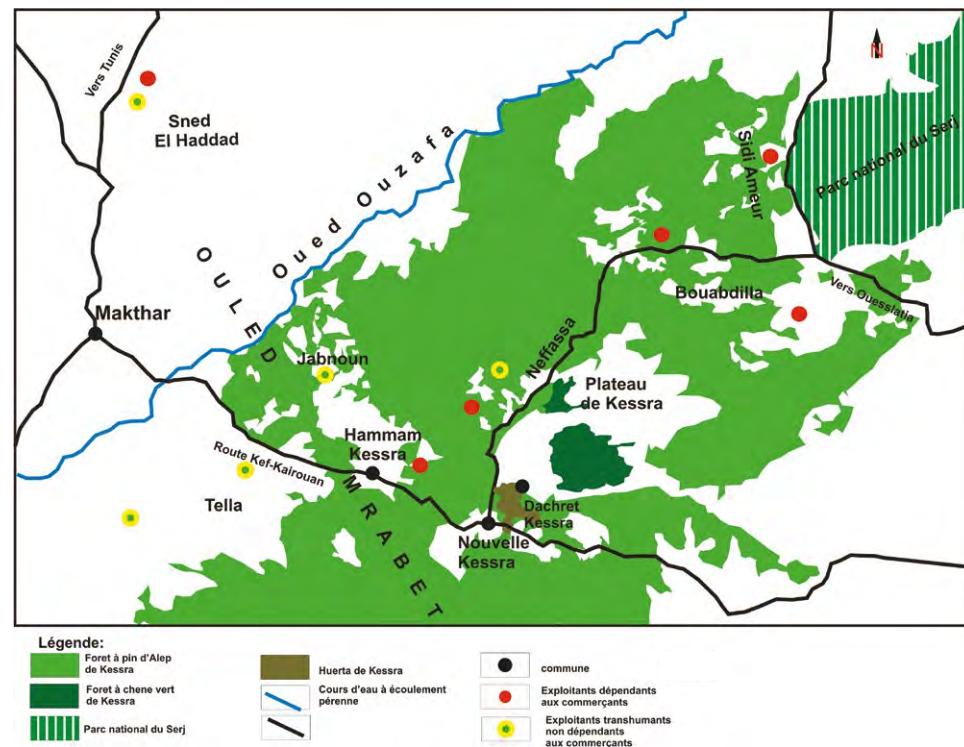 N
Vers Tunis
Sned
El Haddad
Oued Ouzafa
OULED
MRABET
Sidi Ameur
Parc national du Serj
Makthar
Jabnoun
Bouabdilla
Vers Ouesslatia
Neffassa
Plateau
de Kessra
Hammam
Kessra
Route Kef-Kairouan
Tella
Dachret
Kessra
Nouvelle
Kessra
Légende:
Foret à pin d'Alep
de Kessra
Foret à chene vert
de Kessra
Parc national du Serj
Huerta de Kessra
Cours d'eau à écoulement
pérenne
commune
Exploitants dépendants
aux commerçants
Exploitants transhumants
non dépendants
aux commerçants